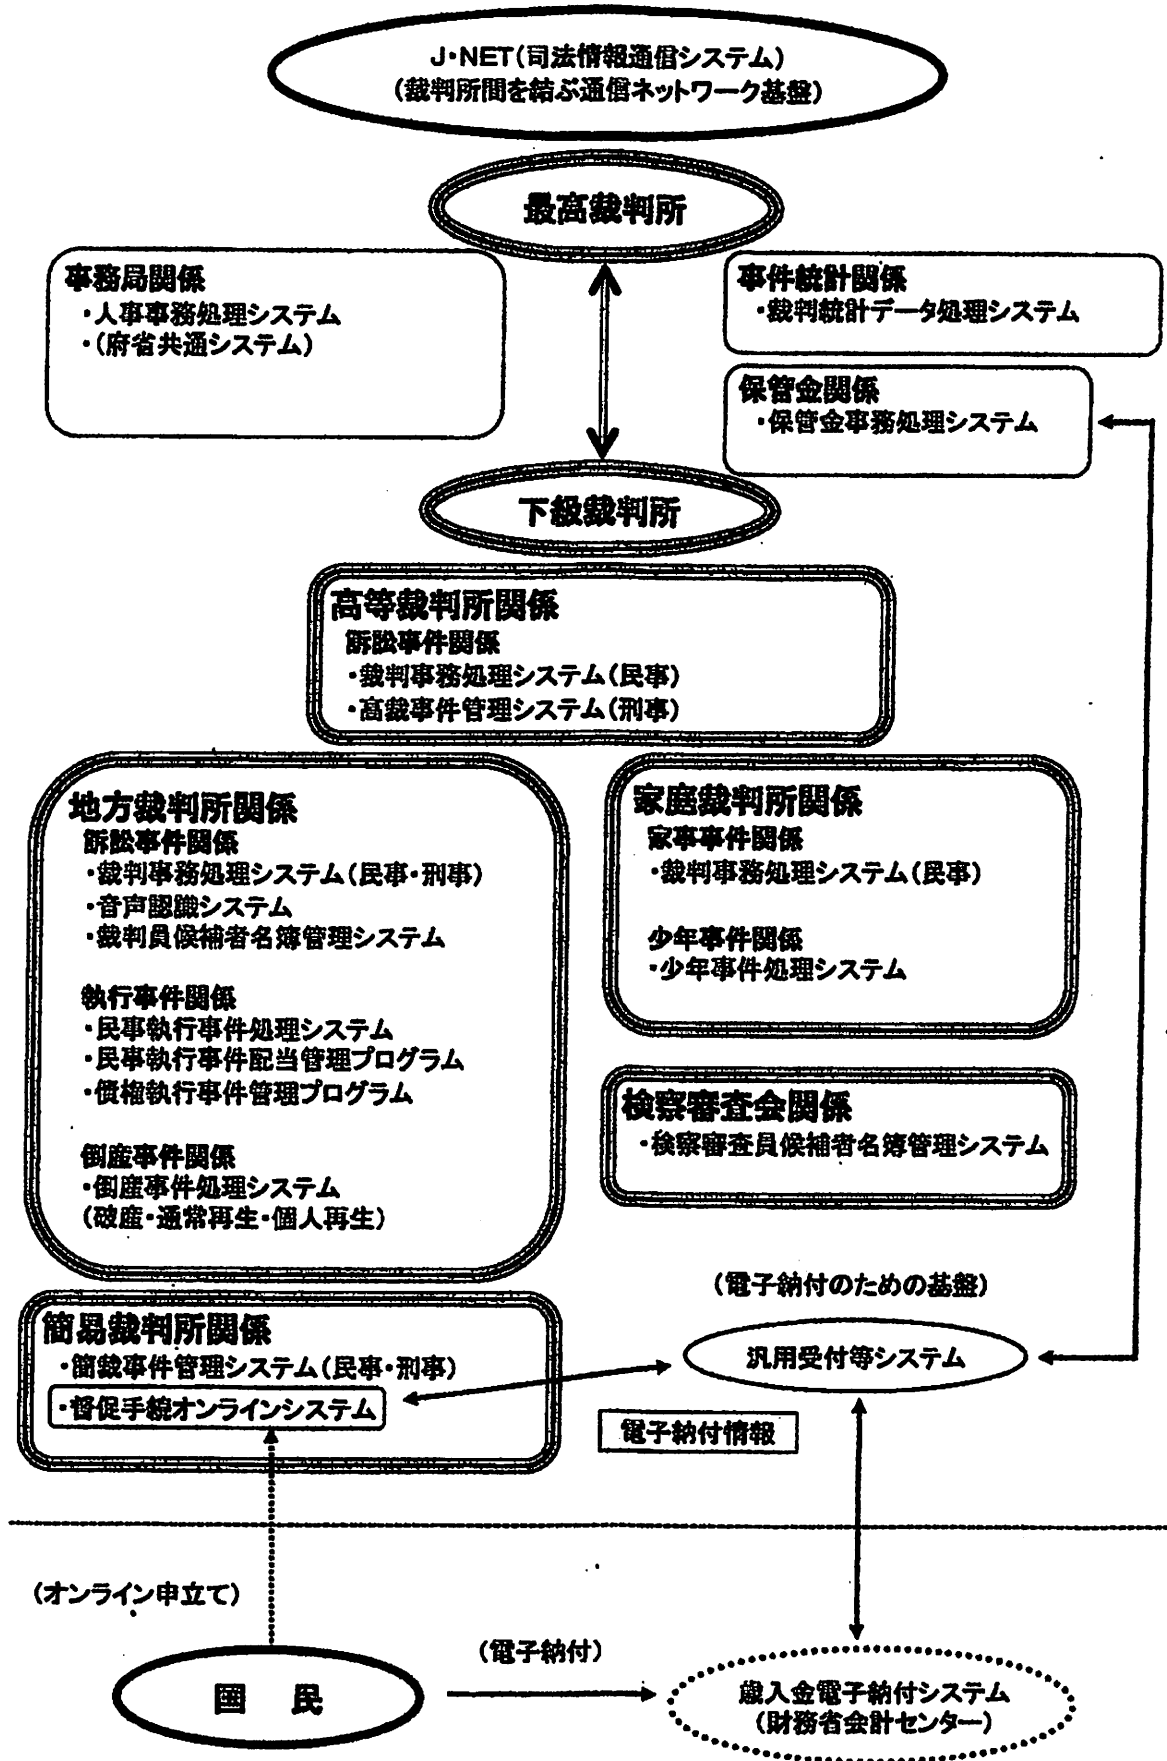 J・NET(司法情報通信システム)
(裁判所間を結ぶ通信ネットワーク基盤)
最高裁判所
事務局関係
・人事事務処理システム
・(府省共通システム)
事件統計関係
・裁判統計データ処理システム
保管金関係
・保管金事務処理システム
下級裁判所
高等裁判所関係
訴訟事件関係
・裁判事務処理システム(民事)
・高裁事件管理システム(刑事)
地方裁判所関係
訴訟事件関係
・裁判事務処理システム(民事・刑事)
・音声認識システム
・裁判員候補者名簿管理システム
執行事件関係
・民事執行事件処理システム
・民事執行事件配当管理プログラム
・債権執行事件管理プログラム
倒産事件関係
・倒産事件処理システム
(破産・通常再生・個人再生)
家庭裁判所関係
家事事件関係
・裁判事務処理システム(民事)
少年事件関係
・少年事件処理システム
検察審査会関係
・検察審査員候補者名簿管理システム
簡易裁判所関係
・簡裁事件管理システム(民事・刑事)
・督促手続オンラインシステム
(電子納付のための基盤)
汎用受付等システム
電子納付情報
(オンライン申立て)
国 民
(電子納付)
歳入金電子納付システム
(財務省会計センター)